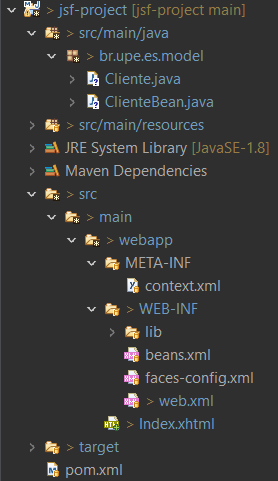 > jsf-project [jsf-project main]
> src/main/java
> br.upe.es.model
> Cliente.java
> ClienteBean.java
> src/main/resources
JRE System Library [JavaSE-1.8]
Maven Dependencies
> src
> main
> webapp
META-INF
context.xml
> WEB-INF
> lib
beans.xml
faces-config.xml
> web.xml
> Index.xhtml
> target
pom.xml